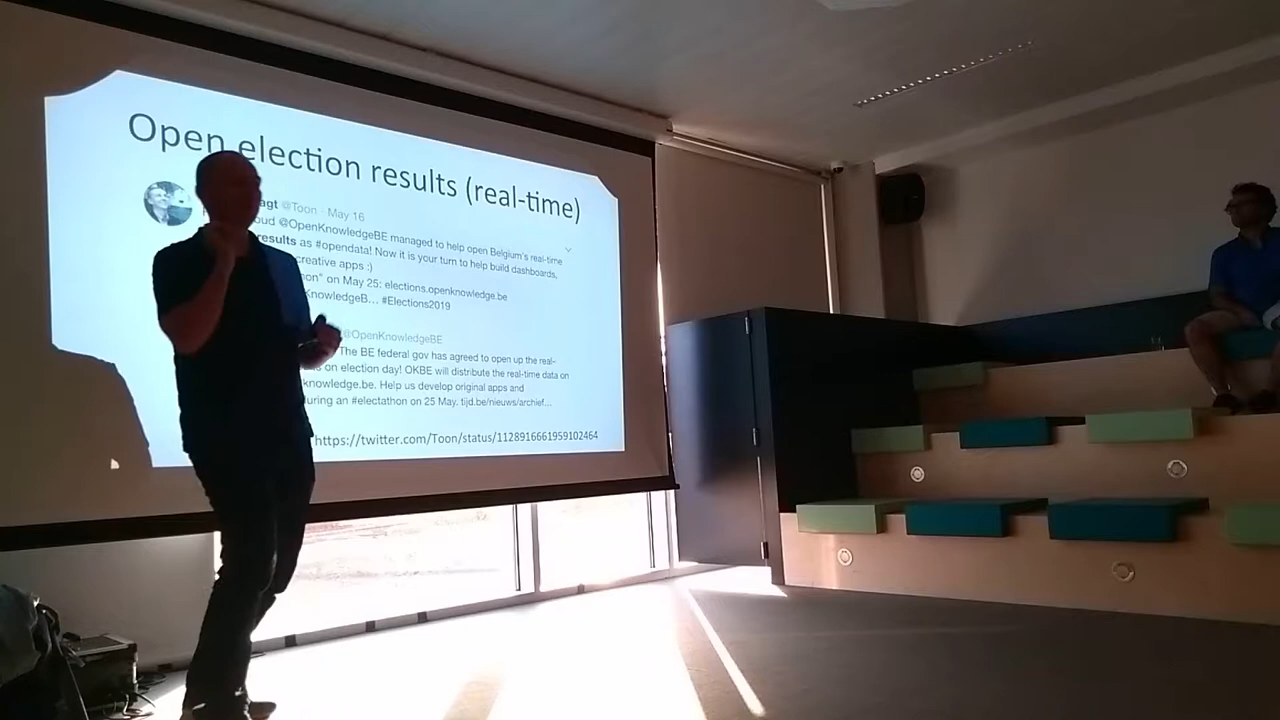 Open election results (real-time)
agt @Toon · May 16
oud @OpenKnowledgeBE managed to help open Belgium's real-time
results as #opendata! Now it is your turn to help build dashboards,
creative apps :)
on" on May 25: elections.openknowledge.be
KnowledgeB... #Elections2019
@OpenKnowledgeBE
The BE federal gov has agreed to open up the real-
on election day! OKBE will distribute the real-time data on
knowledge.be. Help us develop original apps and
during an #electathon on 25 May. tijd.be/nieuws/archief...
https://twitter.com/Toon/status/1128916661959102464